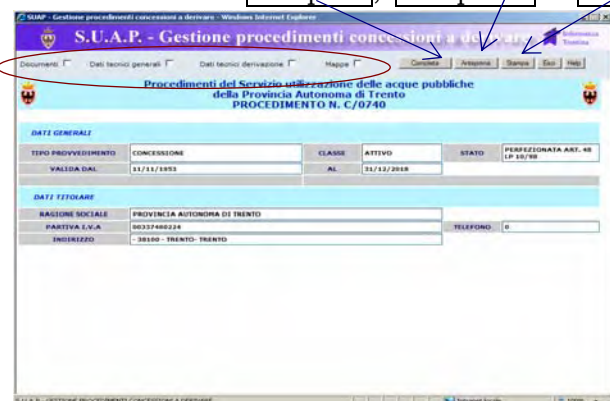 SUAP - Gestione procedimenti concessioni a derivare - Windows Internet Explorer
S.U.A.P. - Gestione procedimenti concessioni a derivare
Informatica Trentina
Documenti Dati tecnici generali Dati tecnici derivazione Mappe Completa Anteprima Stampa Esci Help
Procedimenti del Servizio utilizzazione delle acque pubbliche
della Provincia Autonoma di Trento
PROCEDIMENTO N. C/0740
DATI GENERALI
TIPO PROVVEDIMENTO CONCESSIONE CLASSE ATTIVO STATO PERFEZIONATA ART. 48 LP 10/98
VALIDA DAL 11/11/1953 AL 31/12/2018
DATI TITOLARE
RAGIONE SOCIALE PROVINCIA AUTONOMA DI TRENTO
PARTIVA I.V.A 00337460224 TELEFONO 0
INDIRIZZO - 38100 - TRENTO- TRENTO